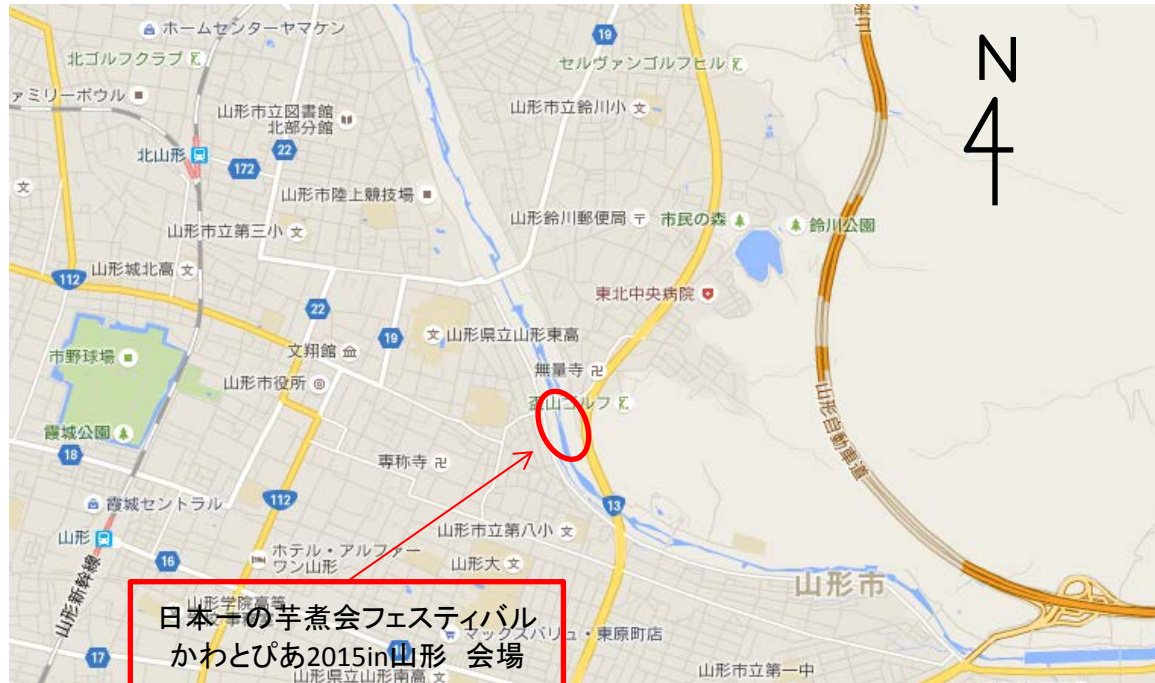 ホームセンターヤマケン
19
N
北ゴルフクラブ
セルヴァンゴルフヒル
ァミリーボウル
山形市立図書館
北部分館
山形市立鈴川小 文
22
北山形
172
文
山形市陸上競技場
山形鈴川郵便局 〒
市民の森
鈴川公園
山形市立第三小 文
山形城北高 文
112
東北中央病院
22
19
文 山形県立山形東高
文翔館
市野球場
無量寺 卍
山形市役所
盃山ゴルフ
霞城公園
18
専称寺 卍
山形自動車道
霞城セントラル
112
13
山形市立第八小 文
山形
16
ホテル・アルファー
ワン山形
山形大 文
山形市
山形新幹線
山形学院高等
日本一の芋煮会フェスティバル
かわとぴあ2015in山形 会場
マックスバリュ・東原町店
17
山形県立山形南高 文
山形市立第一中